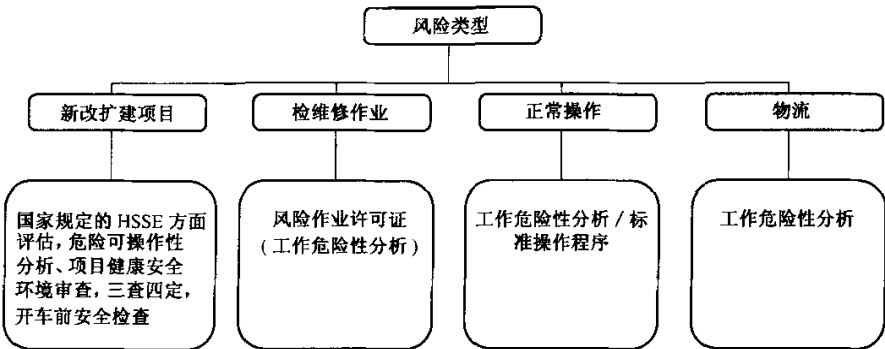 风险类型
新改扩建项目
检维修作业
正常操作
物流
国家规定的 HSSE 方面
评估，危险可操作性
分析、项目健康安全
环境审查，三查四定，
开车前安全检查
风险作业许可证
（工作危险性分析）
工作危险性分析 / 标
准操作程序
工作危险性分析